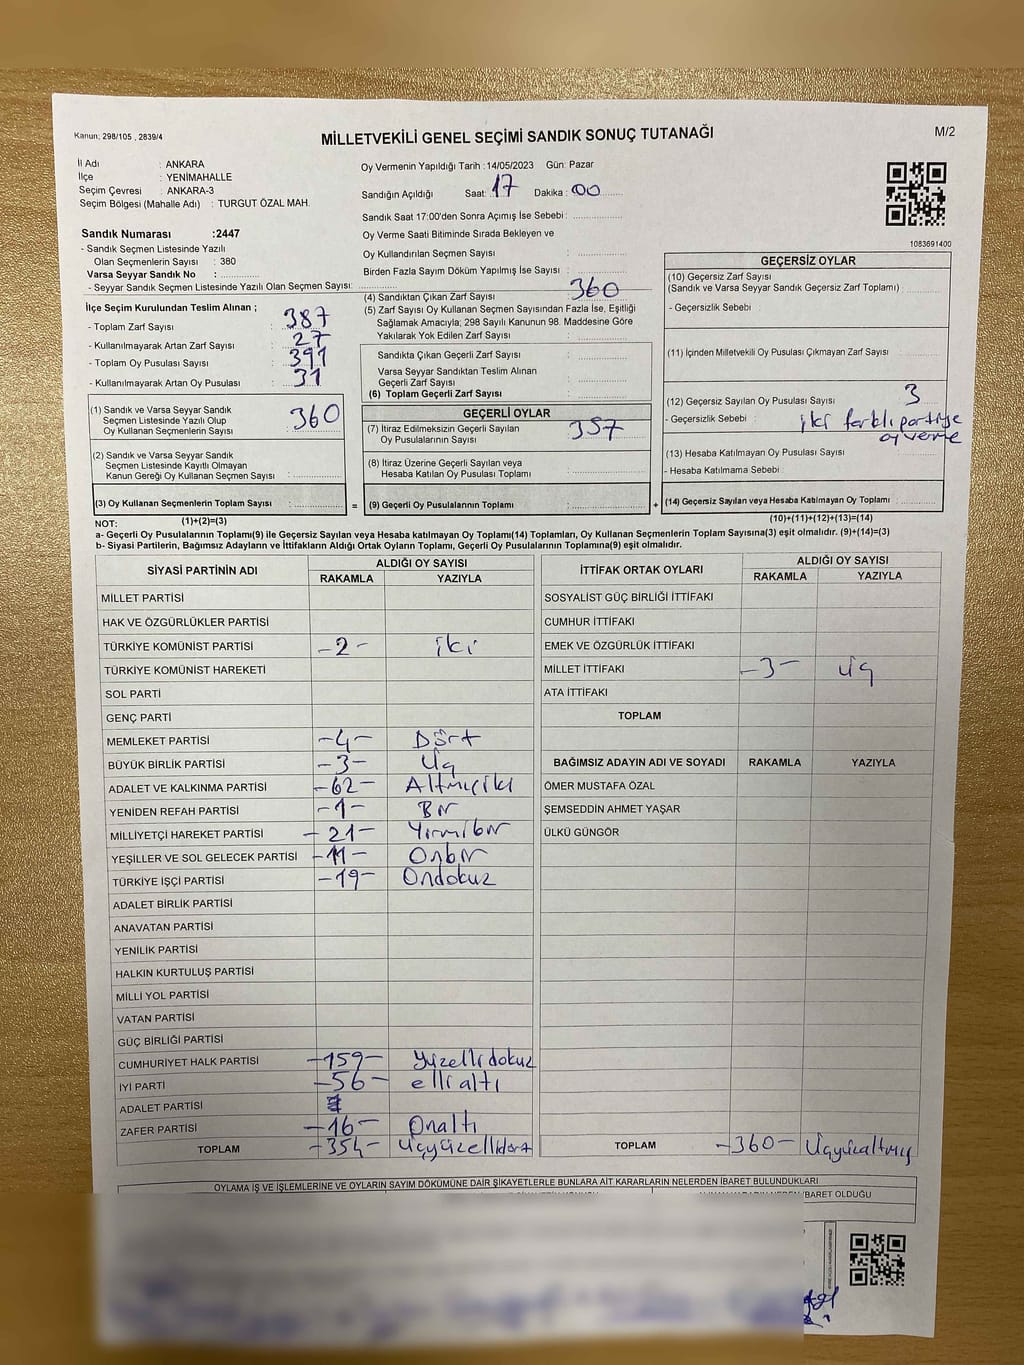 Kanun; 298/105 , 2839/4
MİLLETVEKİLİ GENEL SEÇİMİ SANDIK SONUÇ TUTANAĞI
M/2
İl Adı : ANKARA
İlçe : YENİMAHALLE
Seçim Çevresi : ANKARA-3
Seçim Bölgesi (Mahalle Adı) : TURGUT ÖZAL MAH.
Sandık Numarası :2447
- Sandık Seçmen Listesinde Yazılı
Olan Seçmenlerin Sayısı : 380
Varsa Seyyar Sandık No :
- Seyyar Sandık Seçmen Listesinde Yazılı Olan Seçmen Sayısı:
Oy Vermenin Yapıldığı Tarih :14/05/2023 Gün: Pazar
Sandığın Açıldığı Saat: 17 Dakika : 00
Sandık Saat 17:00'den Sonra Açımış İse Sebebi :
Oy Verme Saati Bitiminde Sırada Bekleyen ve
Oy Kullandırılan Seçmen Sayısı :
Birden Fazla Sayım Döküm Yapılmış İse Sayısı :
1083691400
İlçe Seçim Kurulundan Teslim Alınan ;
- Toplam Zarf Sayısı : 387
- Kullanılmayarak Artan Zarf Sayısı : 27
- Toplam Oy Pusulası Sayısı : 391
- Kullanılmayarak Artan Oy Pusulası : 31
(4) Sandıktan Çıkan Zarf Sayısı : 360
(5) Zarf Sayısı Oy Kullanan Seçmen Sayısından Fazla İse, Eşitliği
Sağlamak Amacıyla; 298 Sayılı Kanunun 98. Maddesine Göre
Yakılarak Yok Edilen Zarf Sayısı :
Sandıkta Çıkan Geçerli Zarf Sayısı :
Varsa Seyyar Sandıktan Teslim Alınan
Geçerli Zarf Sayısı :
(6) Toplam Geçerli Zarf Sayısı :
GEÇERSİZ OYLAR
(10) Geçersiz Zarf Sayısı
(Sandık ve Varsa Seyyar Sandık Geçersiz Zarf Toplamı) :
- Geçersizlik Sebebi :
(11) İçinden Milletvekili Oy Pusulası Çıkmayan Zarf Sayısı :
(12) Geçersiz Sayılan Oy Pusulası Sayısı : 3
- Geçersizlik Sebebi : iki farklı partiye
oy verme
(13) Hesaba Katılmayan Oy Pusulası Sayısı :
- Hesaba Katılmama Sebebi :
(1) Sandık ve Varsa Seyyar Sandık
Seçmen Listesinde Yazılı Olup
Oy Kullanan Seçmenlerin Sayısı : 360
(2) Sandık ve Varsa Seyyar Sandık
Seçmen Listesinde Kayıtlı Olmayan
Kanun Gereği Oy Kullanan Seçmen Sayısı :
(3) Oy Kullanan Seçmenlerin Toplam Sayısı :
=
GEÇERLİ OYLAR
(7) İtiraz Edilmeksizin Geçerli Sayılan
Oy Pusulalarının Sayısı : 357
(8) İtiraz Üzerine Geçerli Sayılan veya
Hesaba Katılan Oy Pusulası Toplamı :
(9) Geçerli Oy Pusulalarının Toplamı :
+
(14) Geçersiz Sayılan veya Hesaba Katılmayan Oy Toplamı :
NOT: (1)+(2)=(3)
(10)+(11)+(12)+(13)=(14)
a- Geçerli Oy Pusulalarının Toplamı(9) ile Geçersiz Sayılan veya Hesaba katılmayan Oy Toplamı(14) Toplamları, Oy Kullanan Seçmenlerin Toplam Sayısına(3) eşit olmalıdır. (9)+(14)=(3)
b- Siyasi Partilerin, Bağımsız Adayların ve İttifakların Aldığı Ortak Oyların Toplamı, Geçerli Oy Pusulalarının Toplamına(9) eşit olmalıdır.
SİYASİ PARTİNİN ADI ALDIĞI OY SAYISI
RAKAMLA YAZIYLA
MİLLET PARTİSİ
HAK VE ÖZGÜRLÜKLER PARTİSİ
TÜRKİYE KOMÜNİST PARTİSİ -2- iki
TÜRKİYE KOMÜNİST HAREKETİ
SOL PARTİ
GENÇ PARTİ
MEMLEKET PARTİSİ -4- Dört
BÜYÜK BİRLİK PARTİSİ -3- Üç
ADALET VE KALKINMA PARTİSİ -62- Altmışiki
YENİDEN REFAH PARTİSİ -1- Bir
MİLLİYETÇİ HAREKET PARTİSİ -21- Yirmibir
YEŞİLLER VE SOL GELECEK PARTİSİ -11- Onbir
TÜRKİYE İŞÇİ PARTİSİ -19- Ondokuz
ADALET BİRLİK PARTİSİ
ANAVATAN PARTİSİ
YENİLİK PARTİSİ
HALKIN KURTULUŞ PARTİSİ
MİLLİ YOL PARTİSİ
VATAN PARTİSİ
GÜÇ BİRLİĞİ PARTİSİ
CUMHURİYET HALK PARTİSİ -159- Yüzellidokuz
İYİ PARTİ -56- elli altı
ADALET PARTİSİ
ZAFER PARTİSİ -16- Onaltı
TOPLAM -354- Üçyüzellidört
İTTİFAK ORTAK OYLARI ALDIĞI OY SAYISI
RAKAMLA YAZIYLA
SOSYALİST GÜÇ BİRLİĞİ İTTİFAKI
CUMHUR İTTİFAKI
EMEK VE ÖZGÜRLÜK İTTİFAKI
MİLLET İTTİFAKI -3- üç
ATA İTTİFAKI
TOPLAM
BAĞIMSIZ ADAYIN ADI VE SOYADI RAKAMLA YAZIYLA
ÖMER MUSTAFA ÖZAL
ŞEMSEDDİN AHMET YAŞAR
ÜLKÜ GÜNGÖR
TOPLAM -360- Üçyüzaltmış
OYLAMA İŞ VE İŞLEMLERİNE VE OYLARIN SAYIM DÖKÜMÜNE DAİR ŞİKAYETLERLE BUNLARA AİT KARARLARIN NELERDEN İBARET BULUNDUKLARI
İBARET OLDUĞU